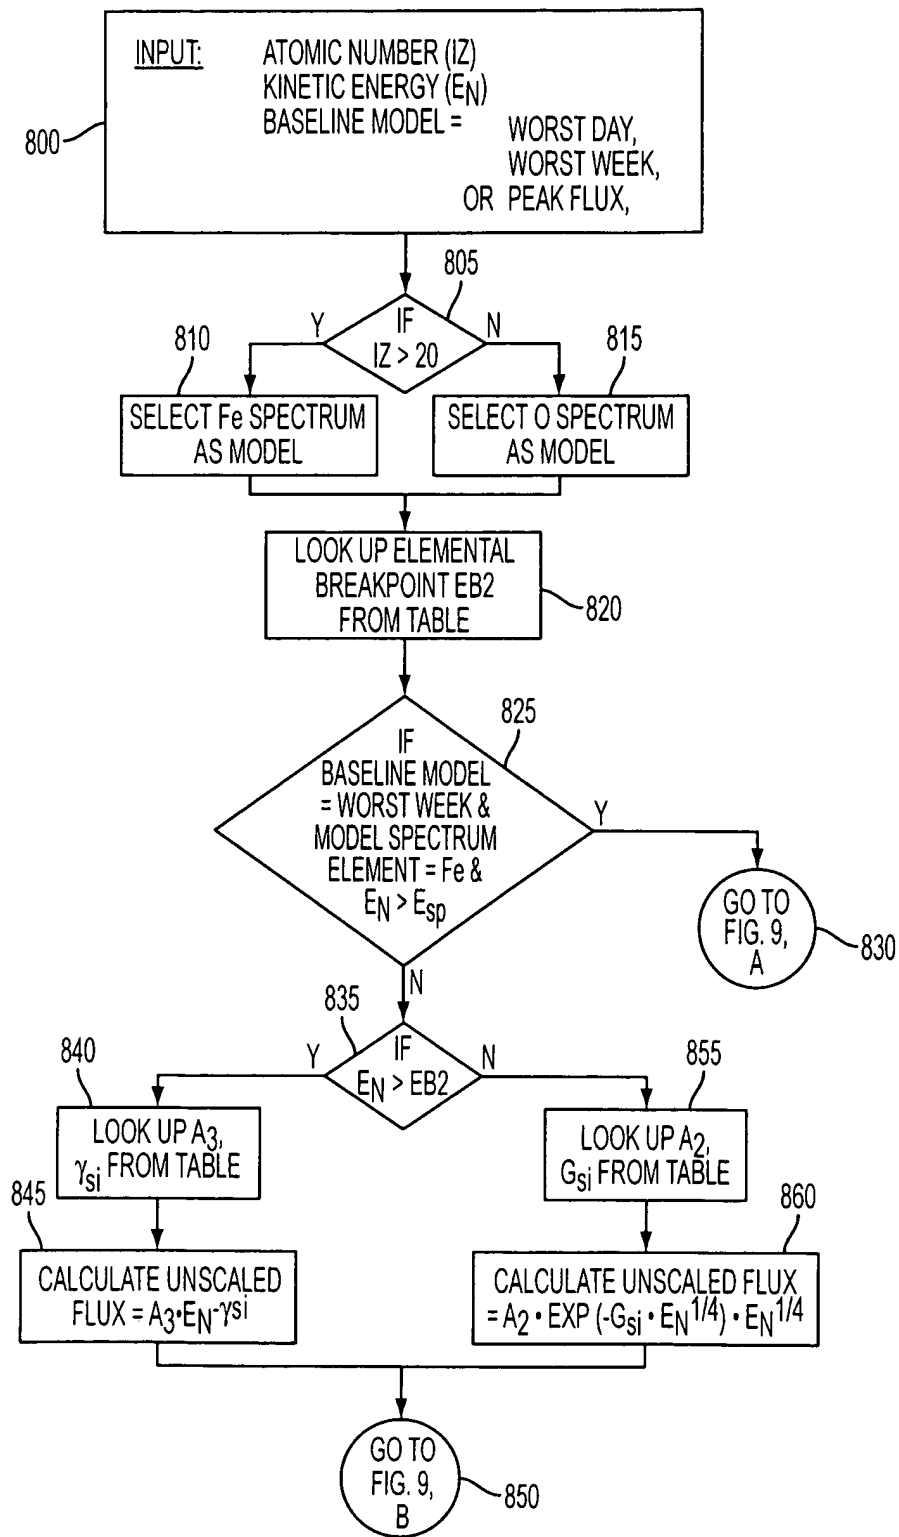 INPUT: ATOMIC NUMBER (IZ)
KINETIC ENERGY (E_N)
BASELINE MODEL =
WORST DAY,
WORST WEEK,
OR PEAK FLUX,
800
805
IF
IZ > 20
Y
N
810
815
SELECT Fe SPECTRUM
AS MODEL
SELECT O SPECTRUM
AS MODEL
LOOK UP ELEMENTAL
BREAKPOINT EB2
FROM TABLE
820
825
IF
BASELINE MODEL
= WORST WEEK &
MODEL SPECTRUM
ELEMENT = Fe &
E_N > E_sp
Y
GO TO
FIG. 9,
A
830
N
835
IF
E_N > EB2
Y
N
840
855
LOOK UP A_3,
γ_si FROM TABLE
LOOK UP A_2,
G_si FROM TABLE
845
860
CALCULATE UNSCALED
FLUX = A_3•E_N^-γsi
CALCULATE UNSCALED FLUX
= A_2 • EXP (-G_si • E_N^1/4) • E_N^1/4
GO TO
FIG. 9,
B
850